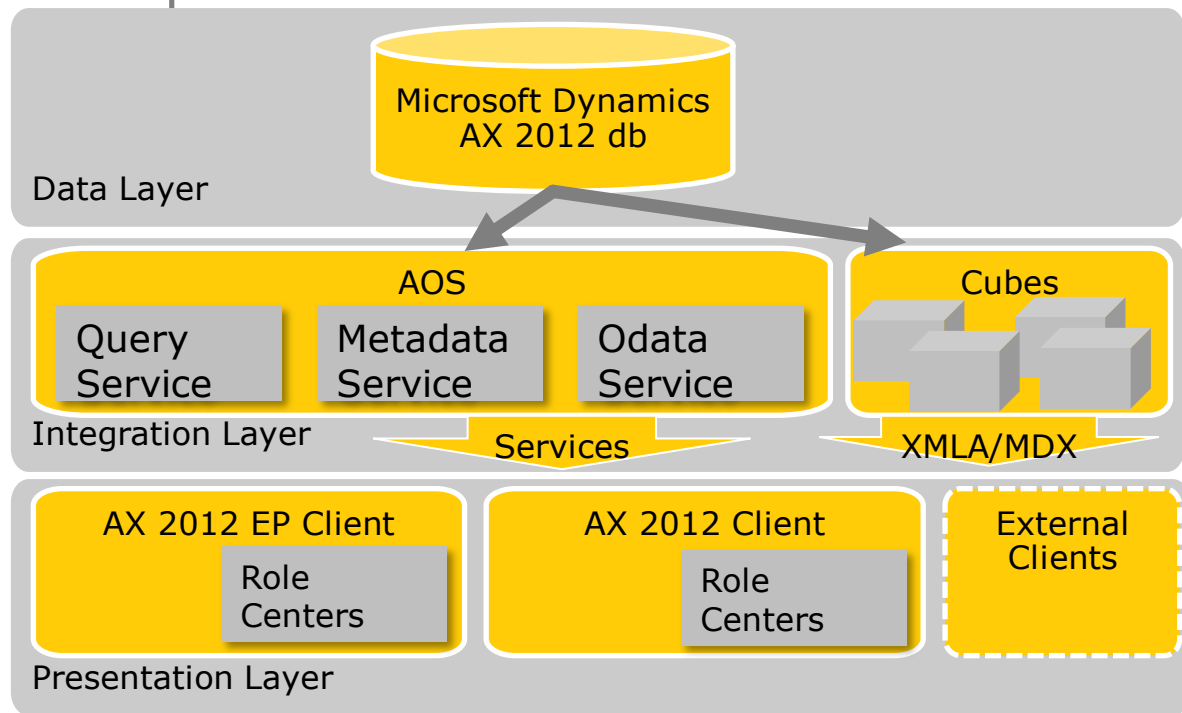 Microsoft Dynamics
AX 2012 db
Data Layer
AOS
Cubes
Query
Service
Metadata
Service
Odata
Service
Integration Layer
Services
XMLA/MDX
AX 2012 EP Client
Role
Centers
AX 2012 Client
Role
Centers
External
Clients
Presentation Layer